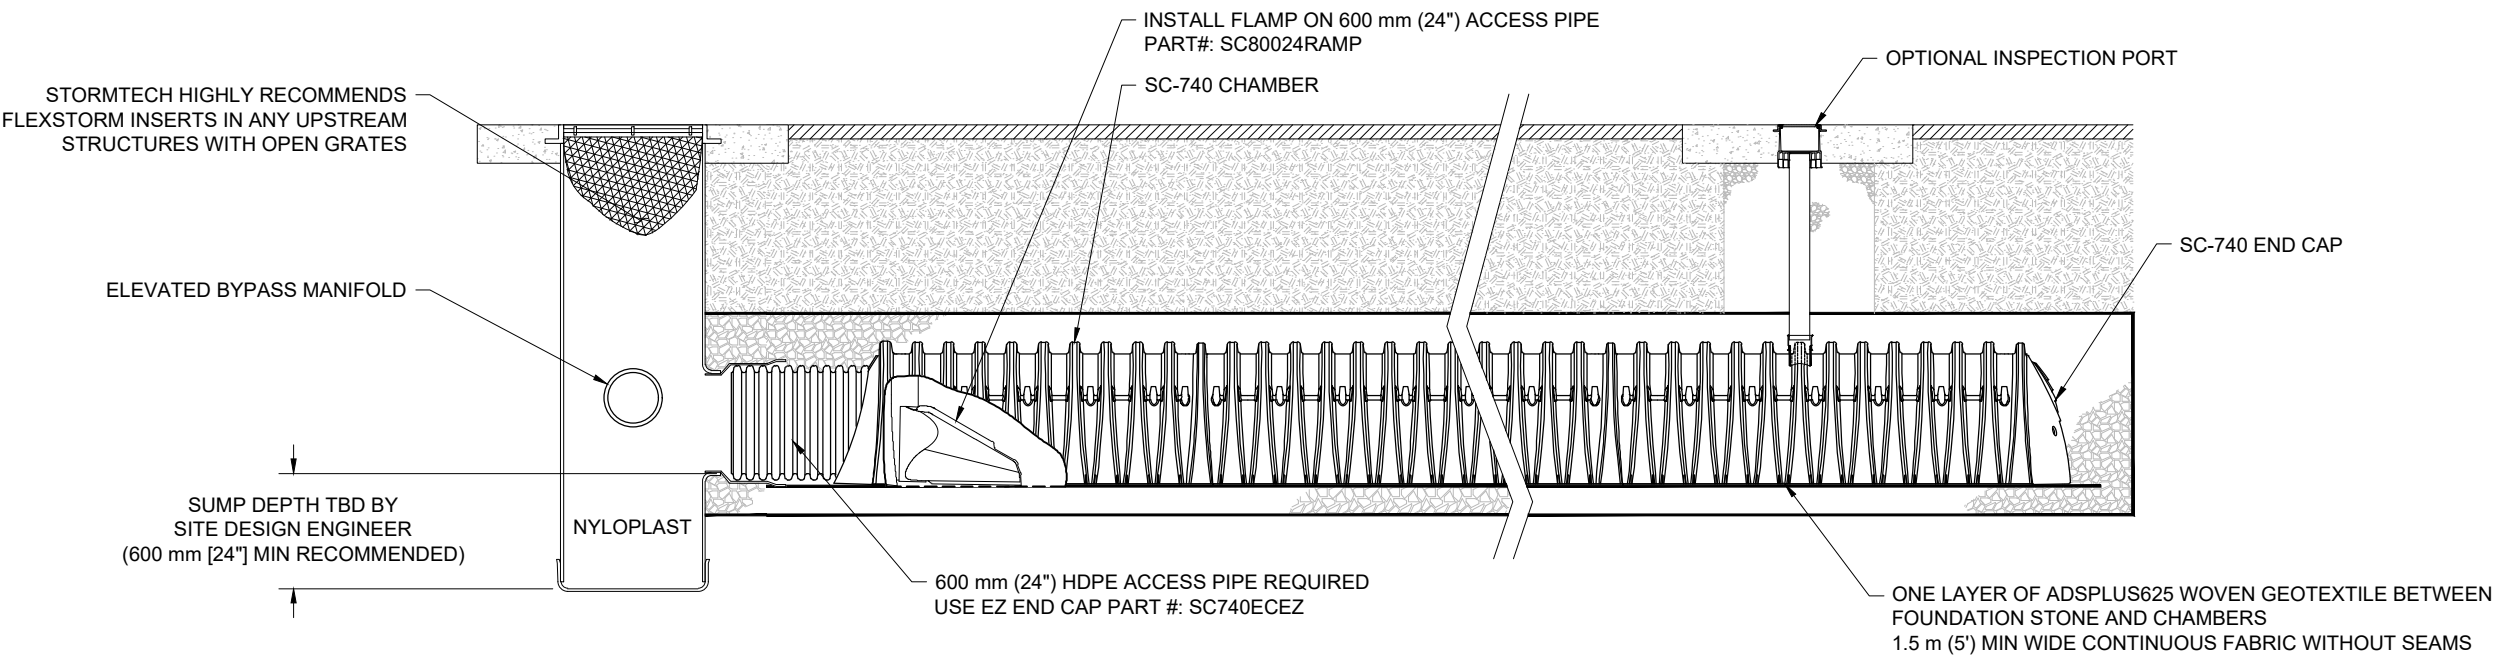 INSTALL FLAMP ON 600 mm (24") ACCESS PIPE
PART#: SC80024RAMP
OPTIONAL INSPECTION PORT
SC-740 CHAMBER
STORMTECH HIGHLY RECOMMENDS
FLEXSTORM INSERTS IN ANY UPSTREAM
STRUCTURES WITH OPEN GRATES
SC-740 END CAP
ELEVATED BYPASS MANIFOLD
SUMP DEPTH TBD BY
SITE DESIGN ENGINEER
(600 mm [24"] MIN RECOMMENDED)
NYLOPLAST
600 mm (24") HDPE ACCESS PIPE REQUIRED
USE EZ END CAP PART #: SC740ECEZ
ONE LAYER OF ADSPLUS625 WOVEN GEOTEXTILE BETWEEN
FOUNDATION STONE AND CHAMBERS
1.5 m (5') MIN WIDE CONTINUOUS FABRIC WITHOUT SEAMS